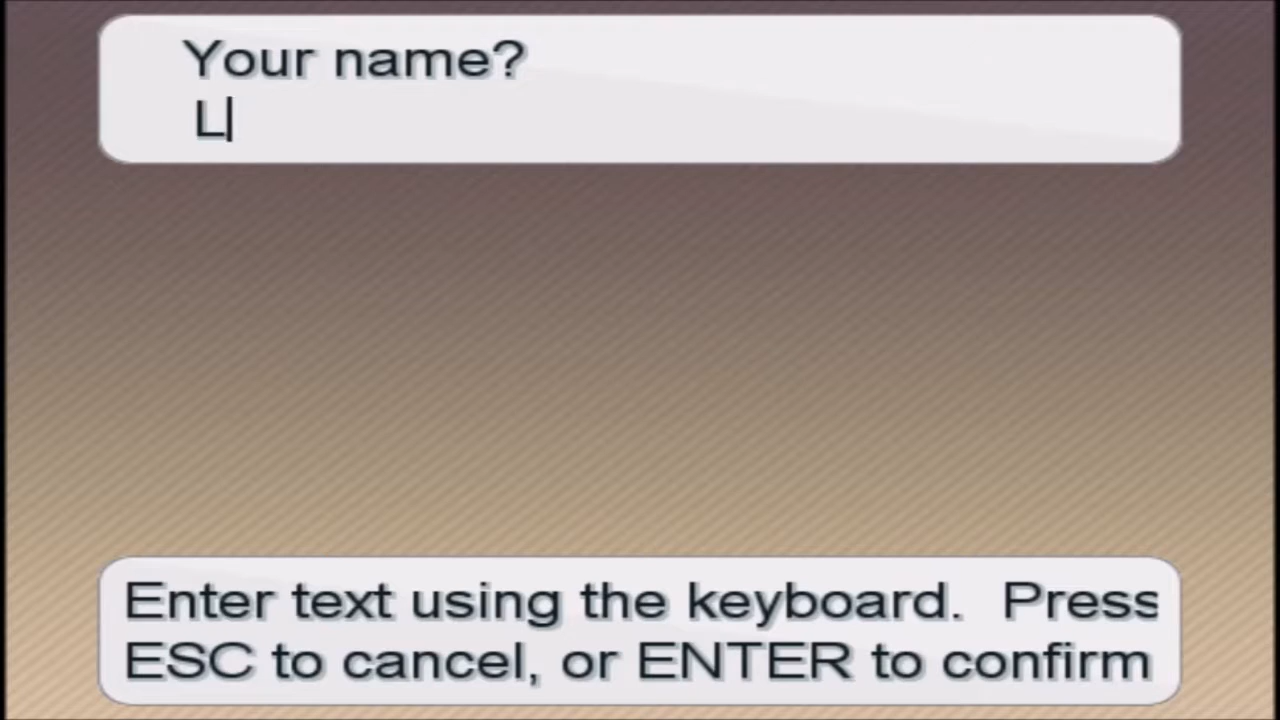 Your name?
L
Enter text using the keyboard. Press
ESC to cancel, or ENTER to confirm